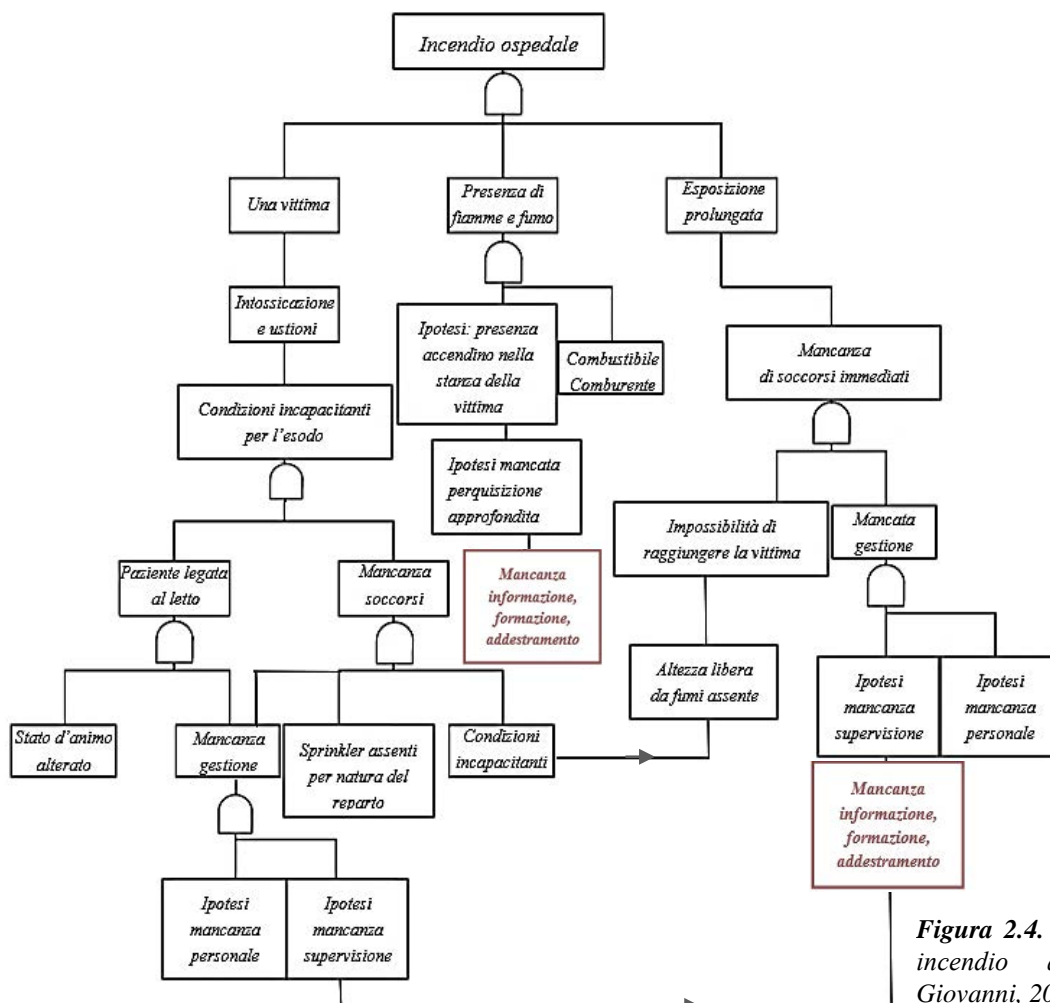 Incendio ospedale
Una vittima
Presenza di
fiamme e fumo
Esposizione
prolungata
Intossicazione
e ustioni
Ipotesi: presenza
accendino nella
stanza della
vittima
Combustibile
Comburente
Mancanza
di soccorsi immediati
Condizioni incapacitanti
per l'esodo
Ipotesi mancata
perquisizione
approfondita
Impossibilità di
raggiungere la vittima
Mancata
gestione
Paziente legata
al letto
Mancanza
soccorsi
Mancanza
informazione,
formazione,
addestramento
Altezza libera
da fumi assente
Ipotesi
mancanza
supervisione
Ipotesi
mancanza
personale
Stato d'animo
alterato
Mancanza
gestione
Sprinkler assenti
per natura del
reparto
Condizioni
incapacitanti
Mancanza
informazione,
formazione,
addestramento
Ipotesi
mancanza
personale
Ipotesi
mancanza
supervisione
Figura 2.4.
incendio
Giovanni, 20